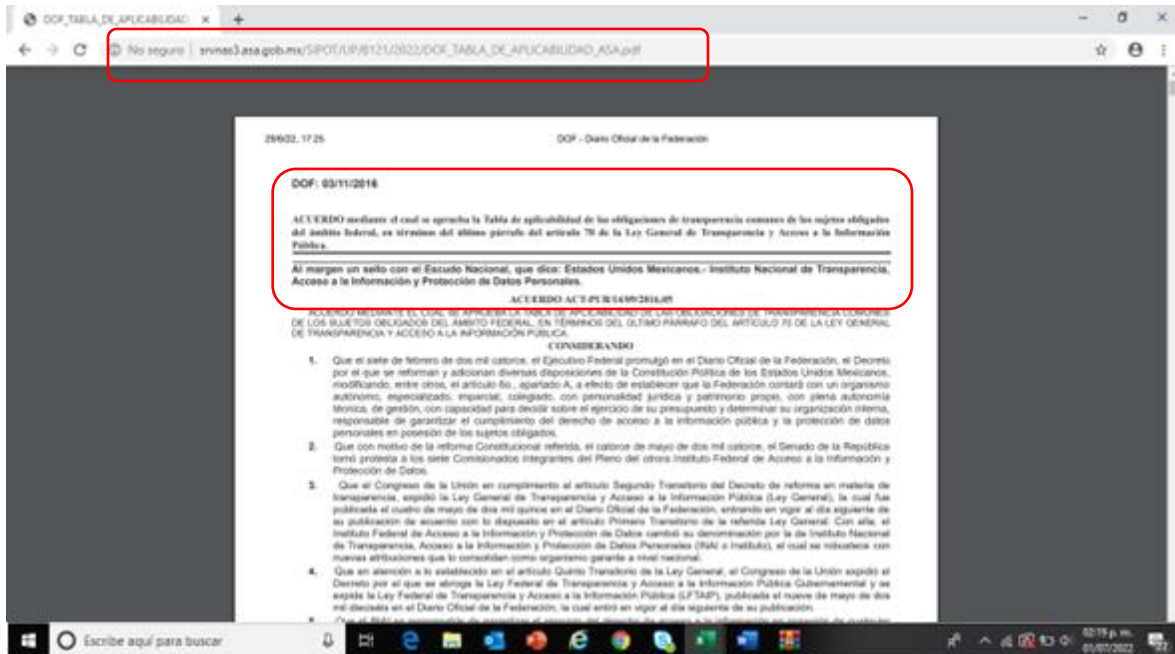 DOF_TABLA_DE_APLICABILIDAD
No seguro | srvnas3.asa.gob.mx/SIPOT/UP/8121/2022/DOF_TABLA_DE_APLICABILIDAD_ASA.pdf
29/6/22, 17:25 DOF - Diario Oficial de la Federación
DOF: 03/11/2016
ACUERDO mediante el cual se aprueba la Tabla de aplicabilidad de las obligaciones de transparencia comunes de los sujetos obligados
del ámbito federal, en términos del último párrafo del artículo 70 de la Ley General de Transparencia y Acceso a la Información
Pública.
Al margen un sello con el Escudo Nacional, que dice: Estados Unidos Mexicanos.- Instituto Nacional de Transparencia,
Acceso a la Información y Protección de Datos Personales.
ACUERDO ACT-PUB/14/09/2016.05
ACUERDO MEDIANTE EL CUAL SE APRUEBA LA TABLA DE APLICABILIDAD DE LAS OBLIGACIONES DE TRANSPARENCIA COMUNES
DE LOS SUJETOS OBLIGADOS DEL ÁMBITO FEDERAL, EN TÉRMINOS DEL ÚLTIMO PÁRRAFO DEL ARTÍCULO 70 DE LA LEY GENERAL
DE TRANSPARENCIA Y ACCESO A LA INFORMACIÓN PÚBLICA.
CONSIDERANDO
1. Que el siete de febrero de dos mil catorce, el Ejecutivo Federal promulgó en el Diario Oficial de la Federación, el Decreto
por el que se reforman y adicionan diversas disposiciones de la Constitución Política de los Estados Unidos Mexicanos,
modificando, entre otros, el artículo 6o., apartado A, a efecto de establecer que la Federación contará con un organismo
autónomo, especializado, imparcial, colegiado, con personalidad jurídica y patrimonio propio, con plena autonomía
técnica, de gestión, con capacidad para decidir sobre el ejercicio de su presupuesto y determinar su organización interna,
responsable de garantizar el cumplimiento del derecho de acceso a la información pública y la protección de datos
personales en posesión de los sujetos obligados.
2. Que con motivo de la reforma Constitucional referida, el catorce de mayo de dos mil catorce, el Senado de la República
tomó protesta a los siete Comisionados integrantes del Pleno del otrora Instituto Federal de Acceso a la Información y
Protección de Datos.
3. Que el Congreso de la Unión en cumplimiento al artículo Segundo Transitorio del Decreto de reforma en materia de
transparencia, expidió la Ley General de Transparencia y Acceso a la Información Pública (Ley General), la cual fue
publicada el cuatro de mayo de dos mil quince en el Diario Oficial de la Federación, entrando en vigor al día siguiente de
su publicación de acuerdo con lo dispuesto en el artículo Primero Transitorio de la referida Ley General. Con ella, el
Instituto Federal de Acceso a la Información y Protección de Datos cambió su denominación por la de Instituto Nacional
de Transparencia, Acceso a la Información y Protección de Datos Personales (INAI o Instituto), el cual se robustece con
nuevas atribuciones que lo consolidan como organismo garante a nivel nacional.
4. Que en atención a lo establecido en el artículo Quinto Transitorio de la Ley General, el Congreso de la Unión expidió el
Decreto por el que se abroga la Ley Federal de Transparencia y Acceso a la Información Pública Gubernamental y se
expide la Ley Federal de Transparencia y Acceso a la Información Pública (LFTAIP), publicada el nueve de mayo de dos
mil dieciséis en el Diario Oficial de la Federación, la cual entró en vigor al día siguiente de su publicación.
Escribe aquí para buscar
02:19 p. m.
01/07/2022